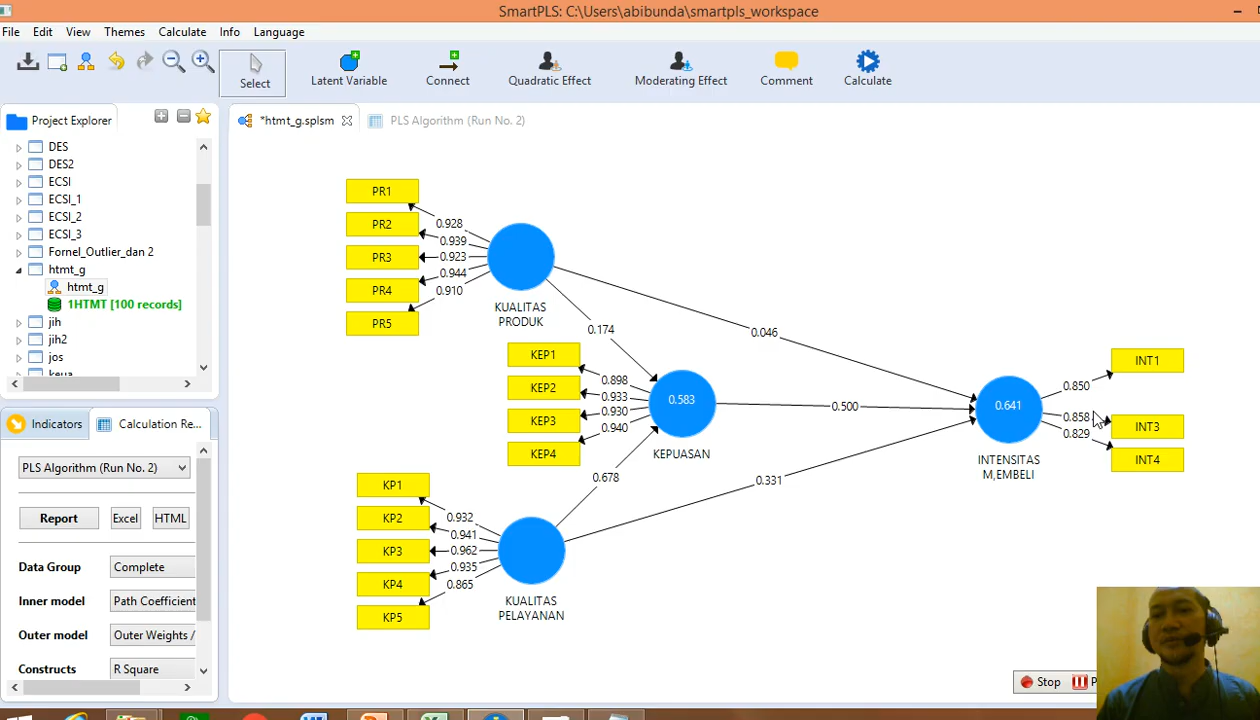 SmartPLS: C:\Users\abibunda\smartpls_workspace
File Edit View Themes Calculate Info Language
Select
Latent Variable
Connect
Quadratic Effect
Moderating Effect
Comment
Calculate
Project Explorer
*htmt_g.splsm
PLS Algorithm (Run No. 2)
DES
DES2
ECSI
ECSI_1
ECSI_2
ECSI_3
Fornel_Outlier_dan 2
htmt_g
htmt_g
1HTMT [100 records]
jih
jih2
jos
Indicators
Calculation Re...
PLS Algorithm (Run No. 2)
Report
Excel
HTML
Data Group
Complete
Inner model
Path Coefficient
Outer model
Outer Weights /
Constructs
R Square
PR1
PR2
PR3
PR4
PR5
0.928
0.939
0.923
0.944
0.910
KUALITAS
PRODUK
0.174
0.046
KEP1
KEP2
KEP3
KEP4
0.898
0.933
0.930
0.940
0.583
KEPUASAN
0.500
0.678
0.331
KP1
KP2
KP3
KP4
KP5
0.932
0.941
0.962
0.935
0.865
KUALITAS
PELAYANAN
0.641
INTENSITAS
M,EMBELI
0.850
0.858
0.829
INT1
INT3
INT4
Stop